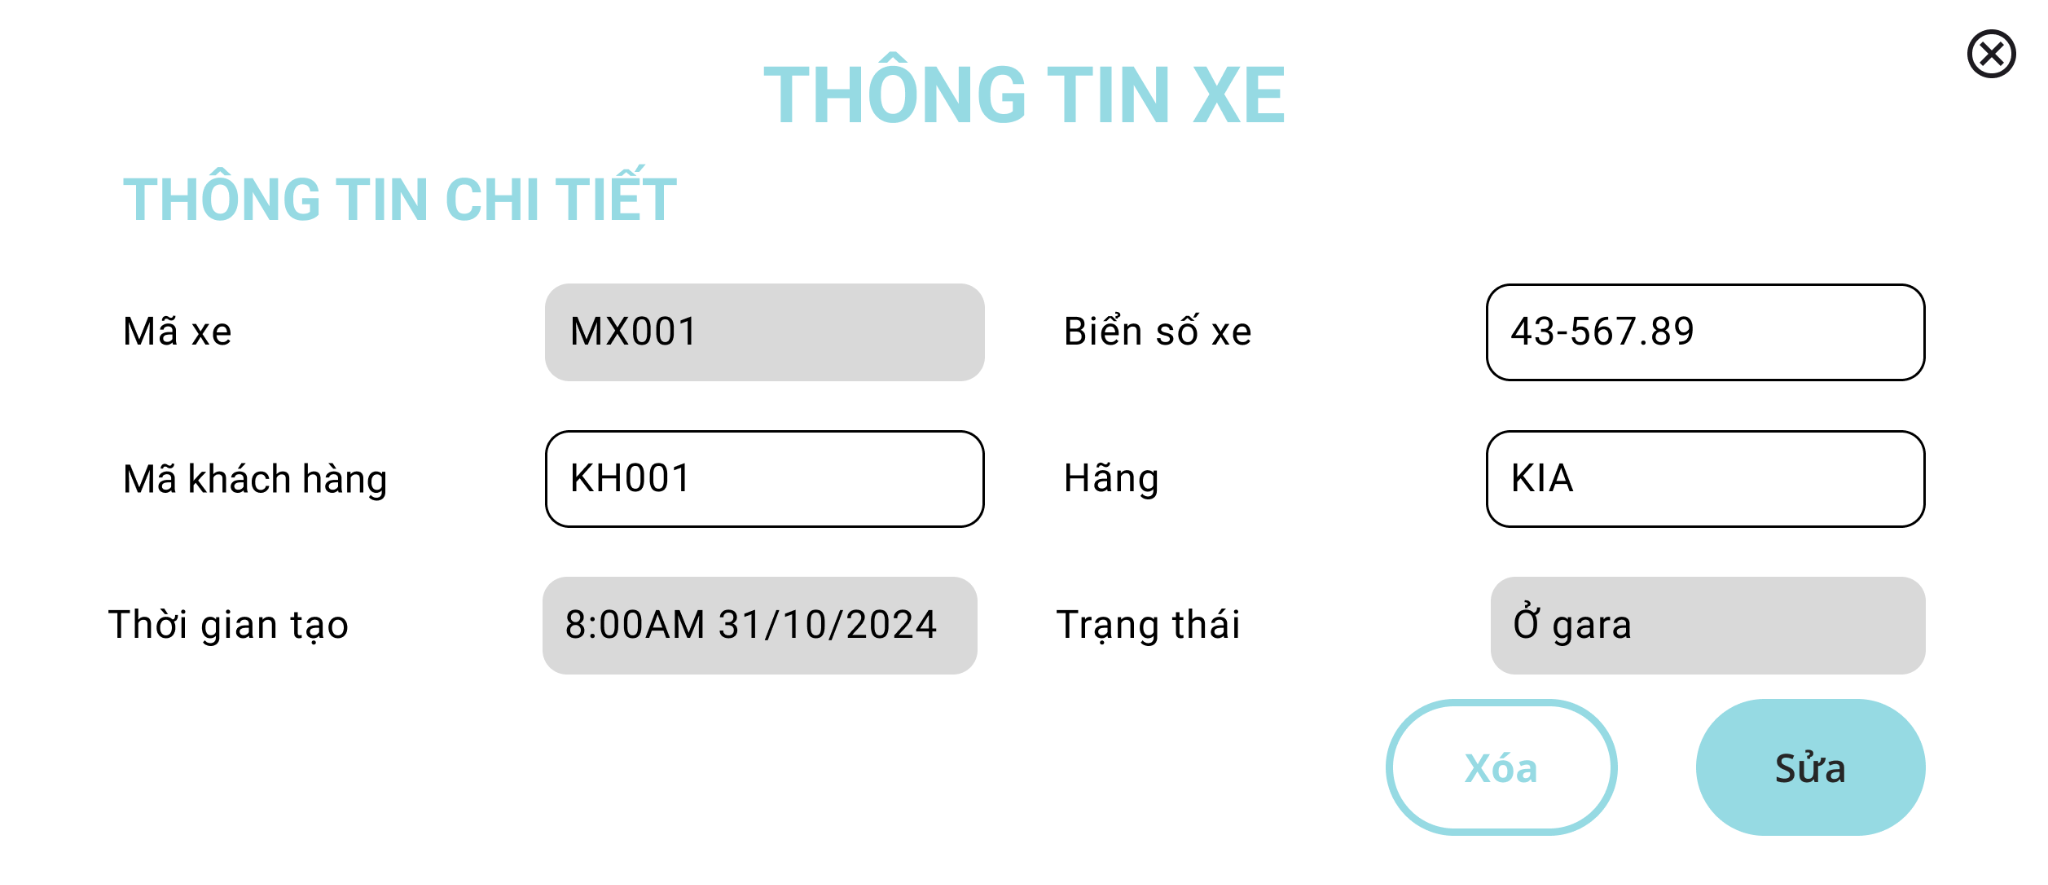 THÔNG TIN XE
THÔNG TIN CHI TIẾT
Mã xe MX001 Biển số xe 43-567.89
Mã khách hàng KH001 Hãng KIA
Thời gian tạo 8:00AM 31/10/2024 Trạng thái Ở gara
Xóa Sửa